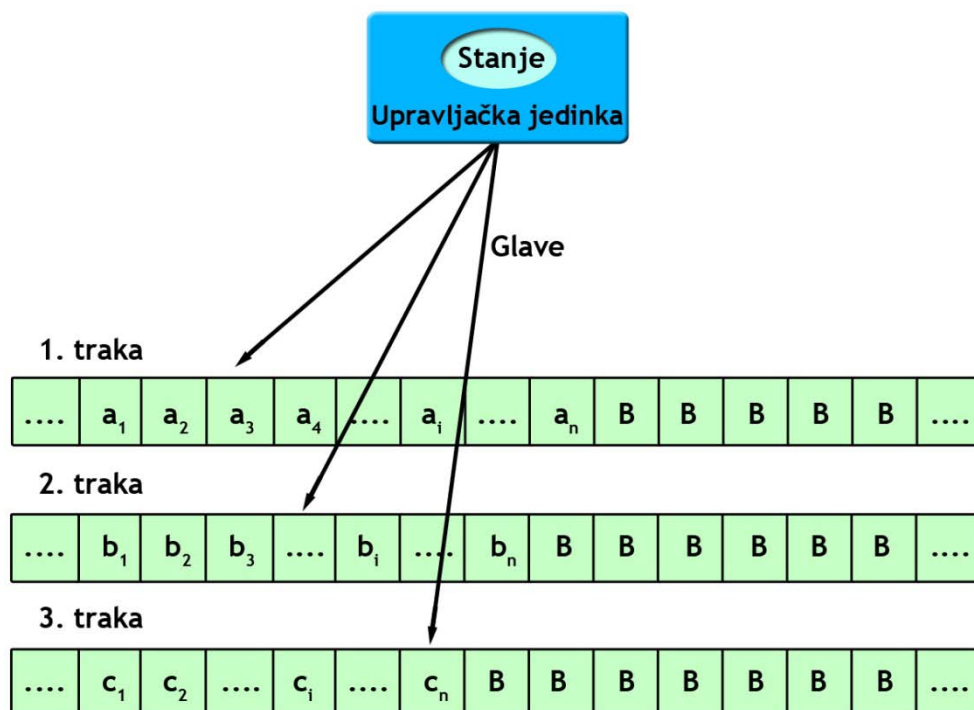 Stanje
Upravljačka jedinka
Glave
1. traka
.... a₁ a₂ a₃ a₄ .... aᵢ .... aₙ B B B B B ....
2. traka
.... b₁ b₂ b₃ .... bᵢ .... bₙ B B B B B B ....
3. traka
.... c₁ c₂ .... cᵢ .... cₙ B B B B B B B ....